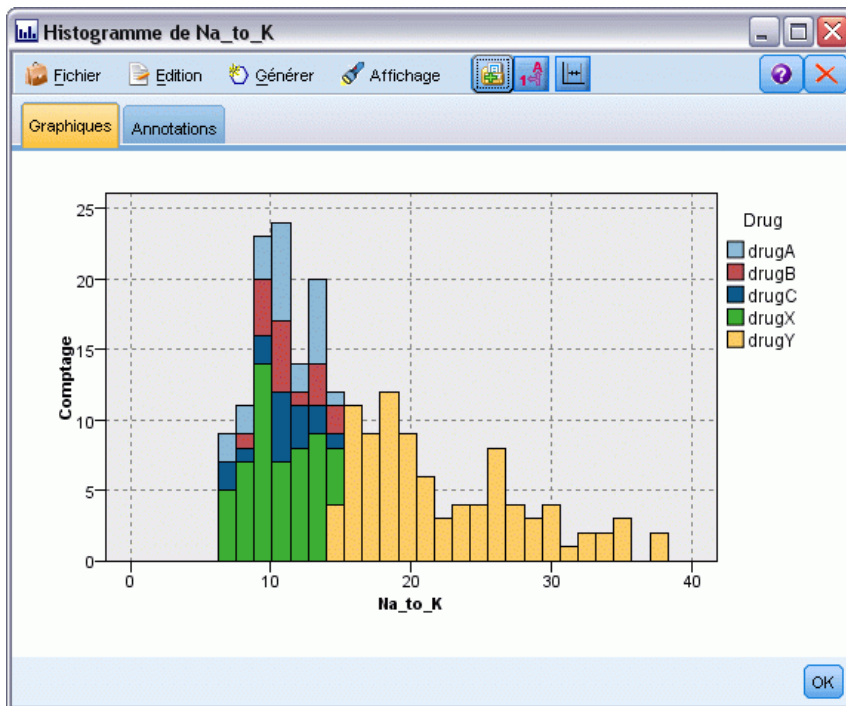 Histogramme de Na_to_K
Fichier Edition Générer Affichage
Graphiques Annotations
Comptage
25
20
15
10
5
0
0 10 20 30 40
Na_to_K
Drug
drugA
drugB
drugC
drugX
drugY
OK